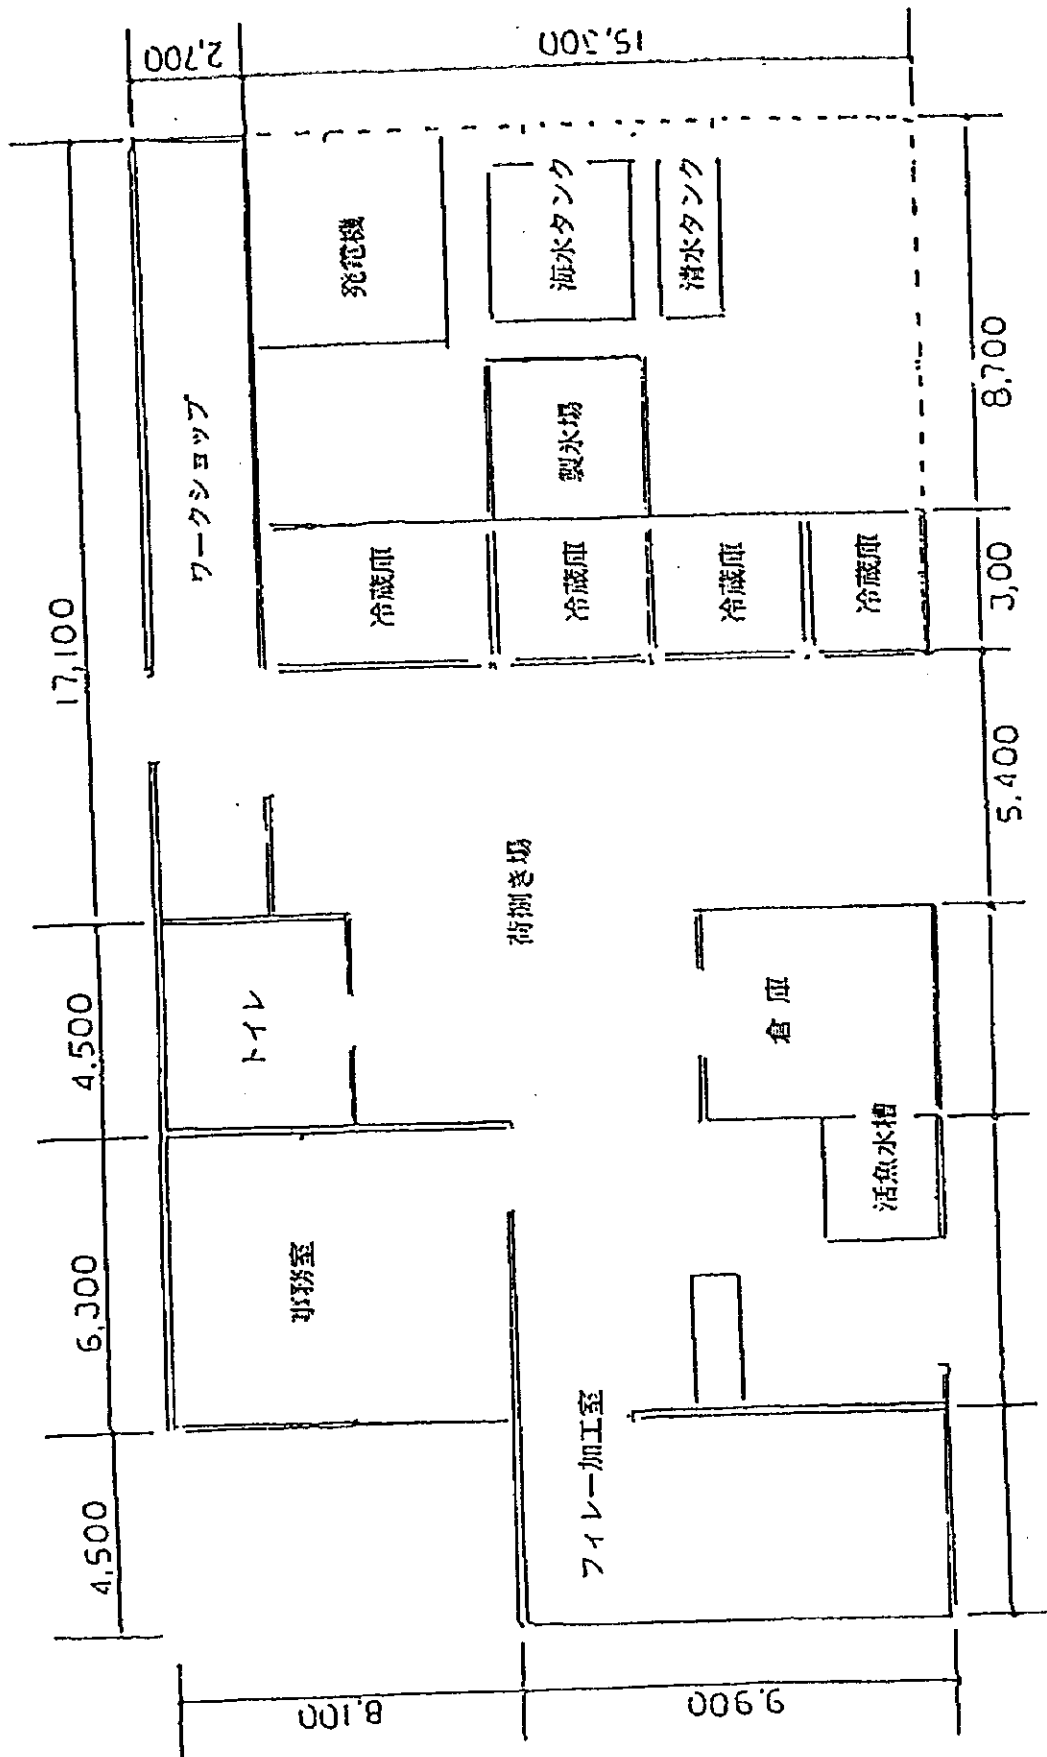 4,500
6,300
4,500
17,100
8,100
9,900
2,700
15,300
事務室
トイレ
ワークショップ
フィレー加工室
活魚水槽
倉庫
荷捌き場
冷蔵庫
冷蔵庫
冷蔵庫
冷蔵庫
製氷場
発電機
海水タンク
清水タンク
5,400
3,00
8,700